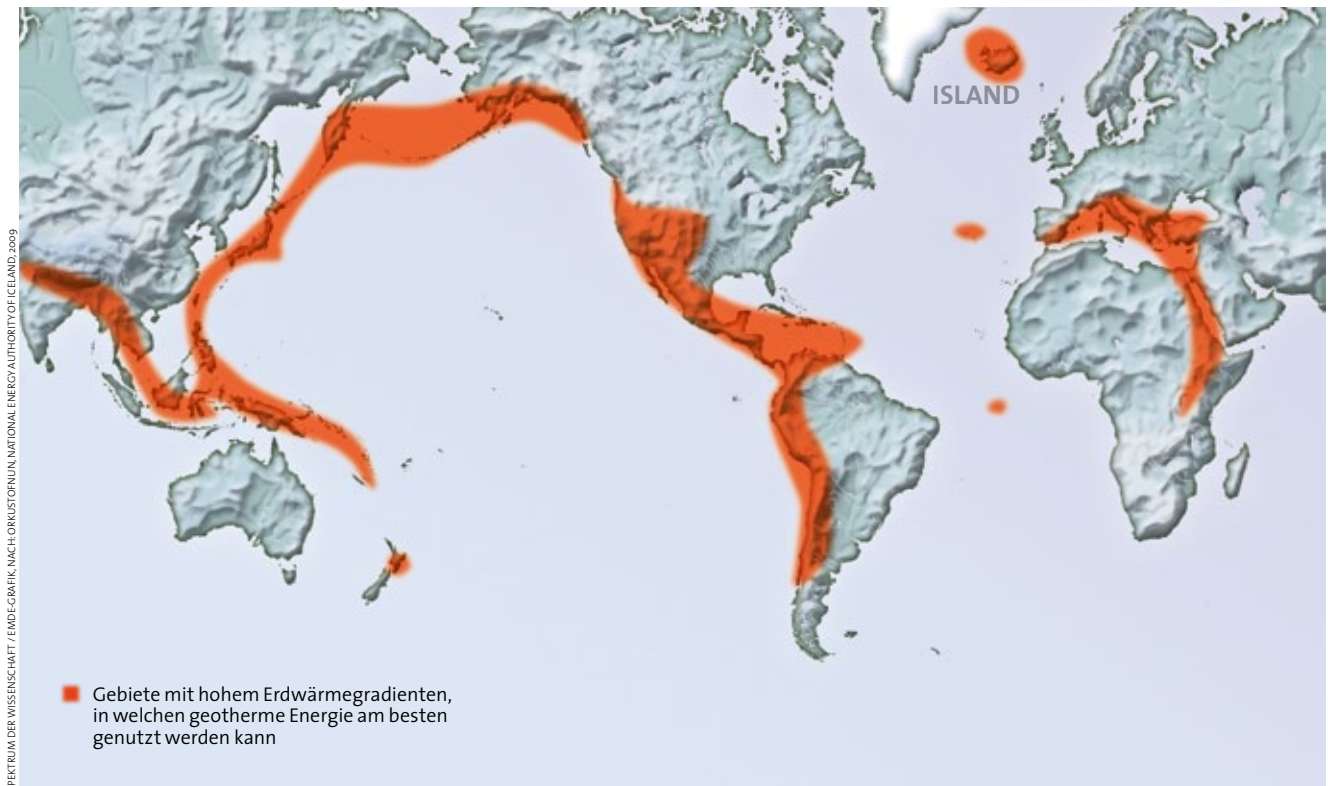 ISLAND
Gebiete mit hohem Erdwärmegradienten,
in welchen geotherme Energie am besten
genutzt werden kann
PEKTRUM DER WISSENSCHAFT / EMDE-GRAFIK, NACH: ORKUSTOFNUN, NATIONAL ENERGY AUTHORITY OF ICELAND, 2009